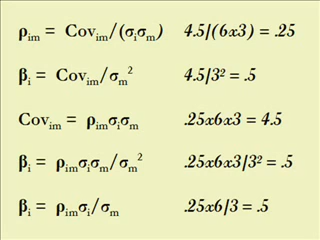 ρim = Covim/(σiσm) 4.5/(6x3) = .25
βi = Covim/σm² 4.5/3² = .5
Covim = ρimσiσm .25x6x3 = 4.5
βi = ρimσiσm/σm² .25x6x3/3² = .5
βi = ρimσi/σm .25x6/3 = .5